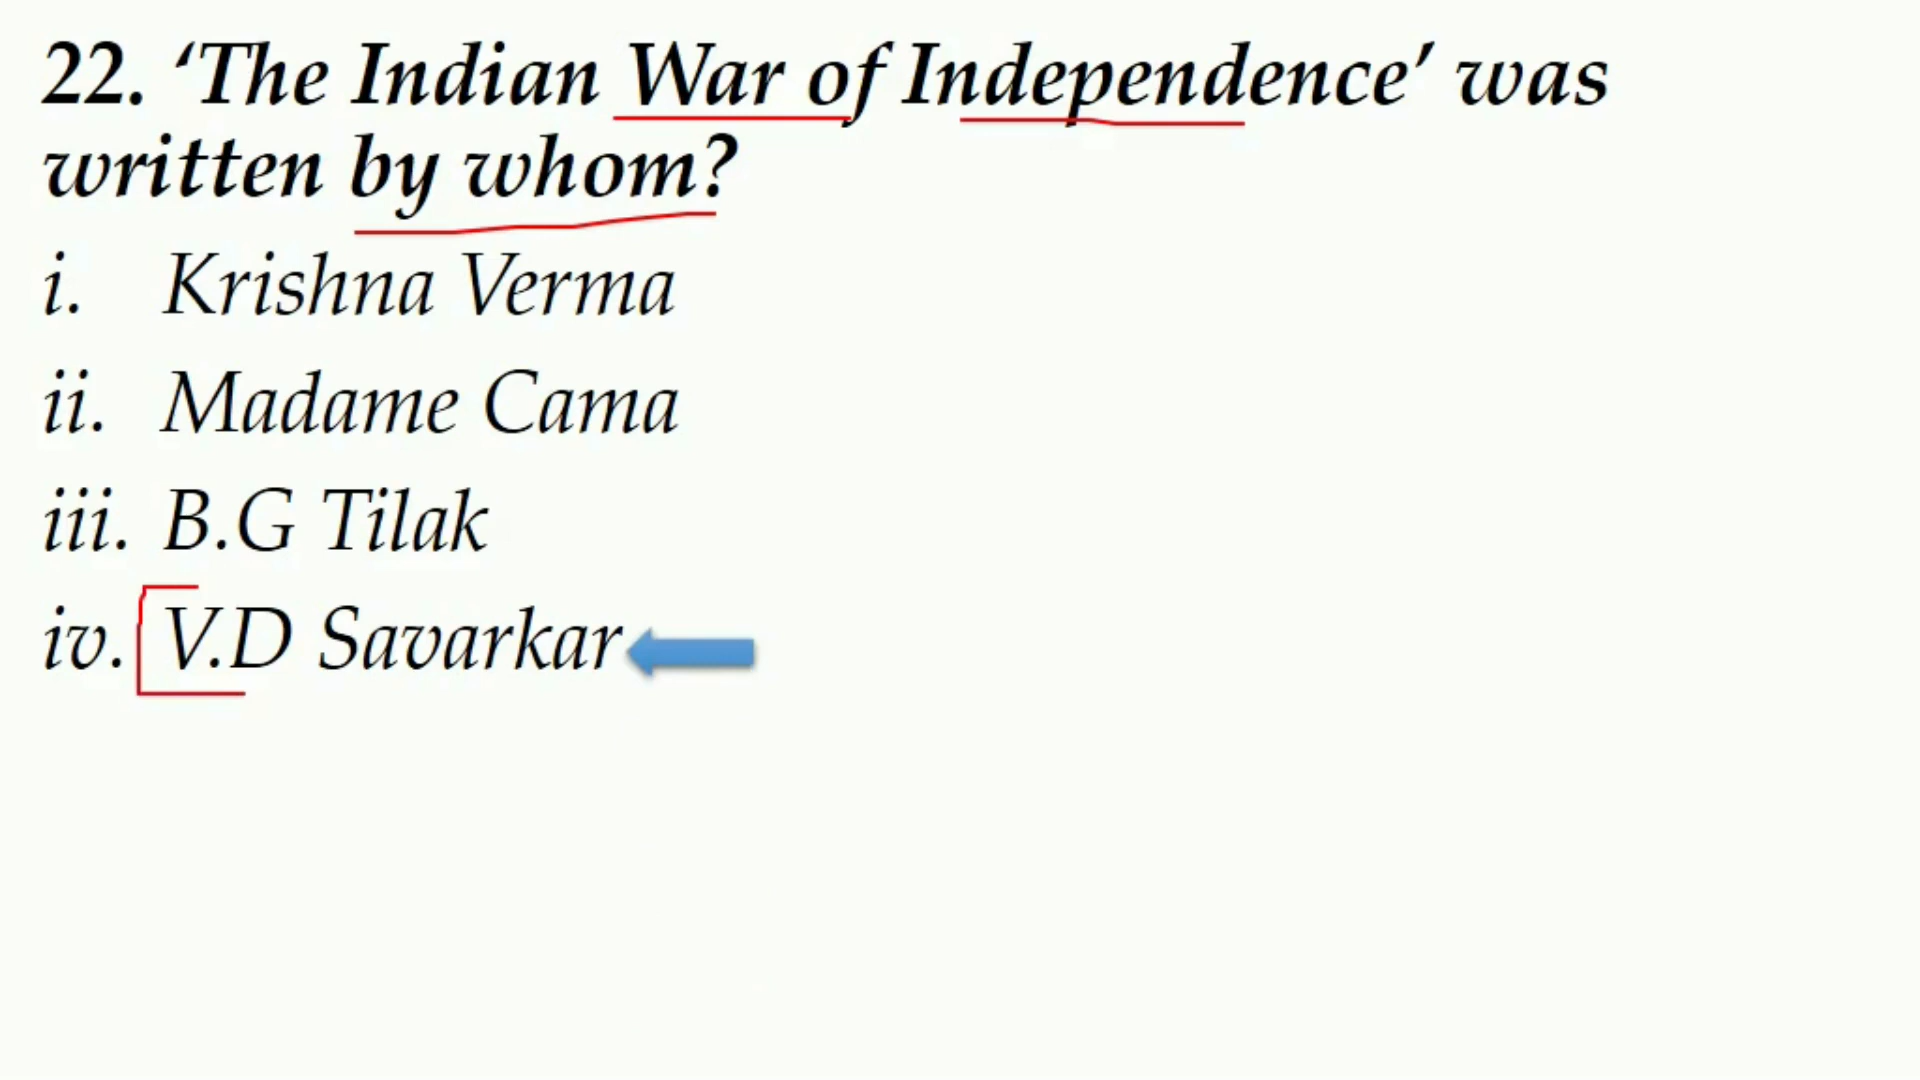 22. ‘The Indian War of Independence’ was
written by whom?
i. Krishna Verma
ii. Madame Cama
iii. B.G Tilak
iv. V.D Savarkar